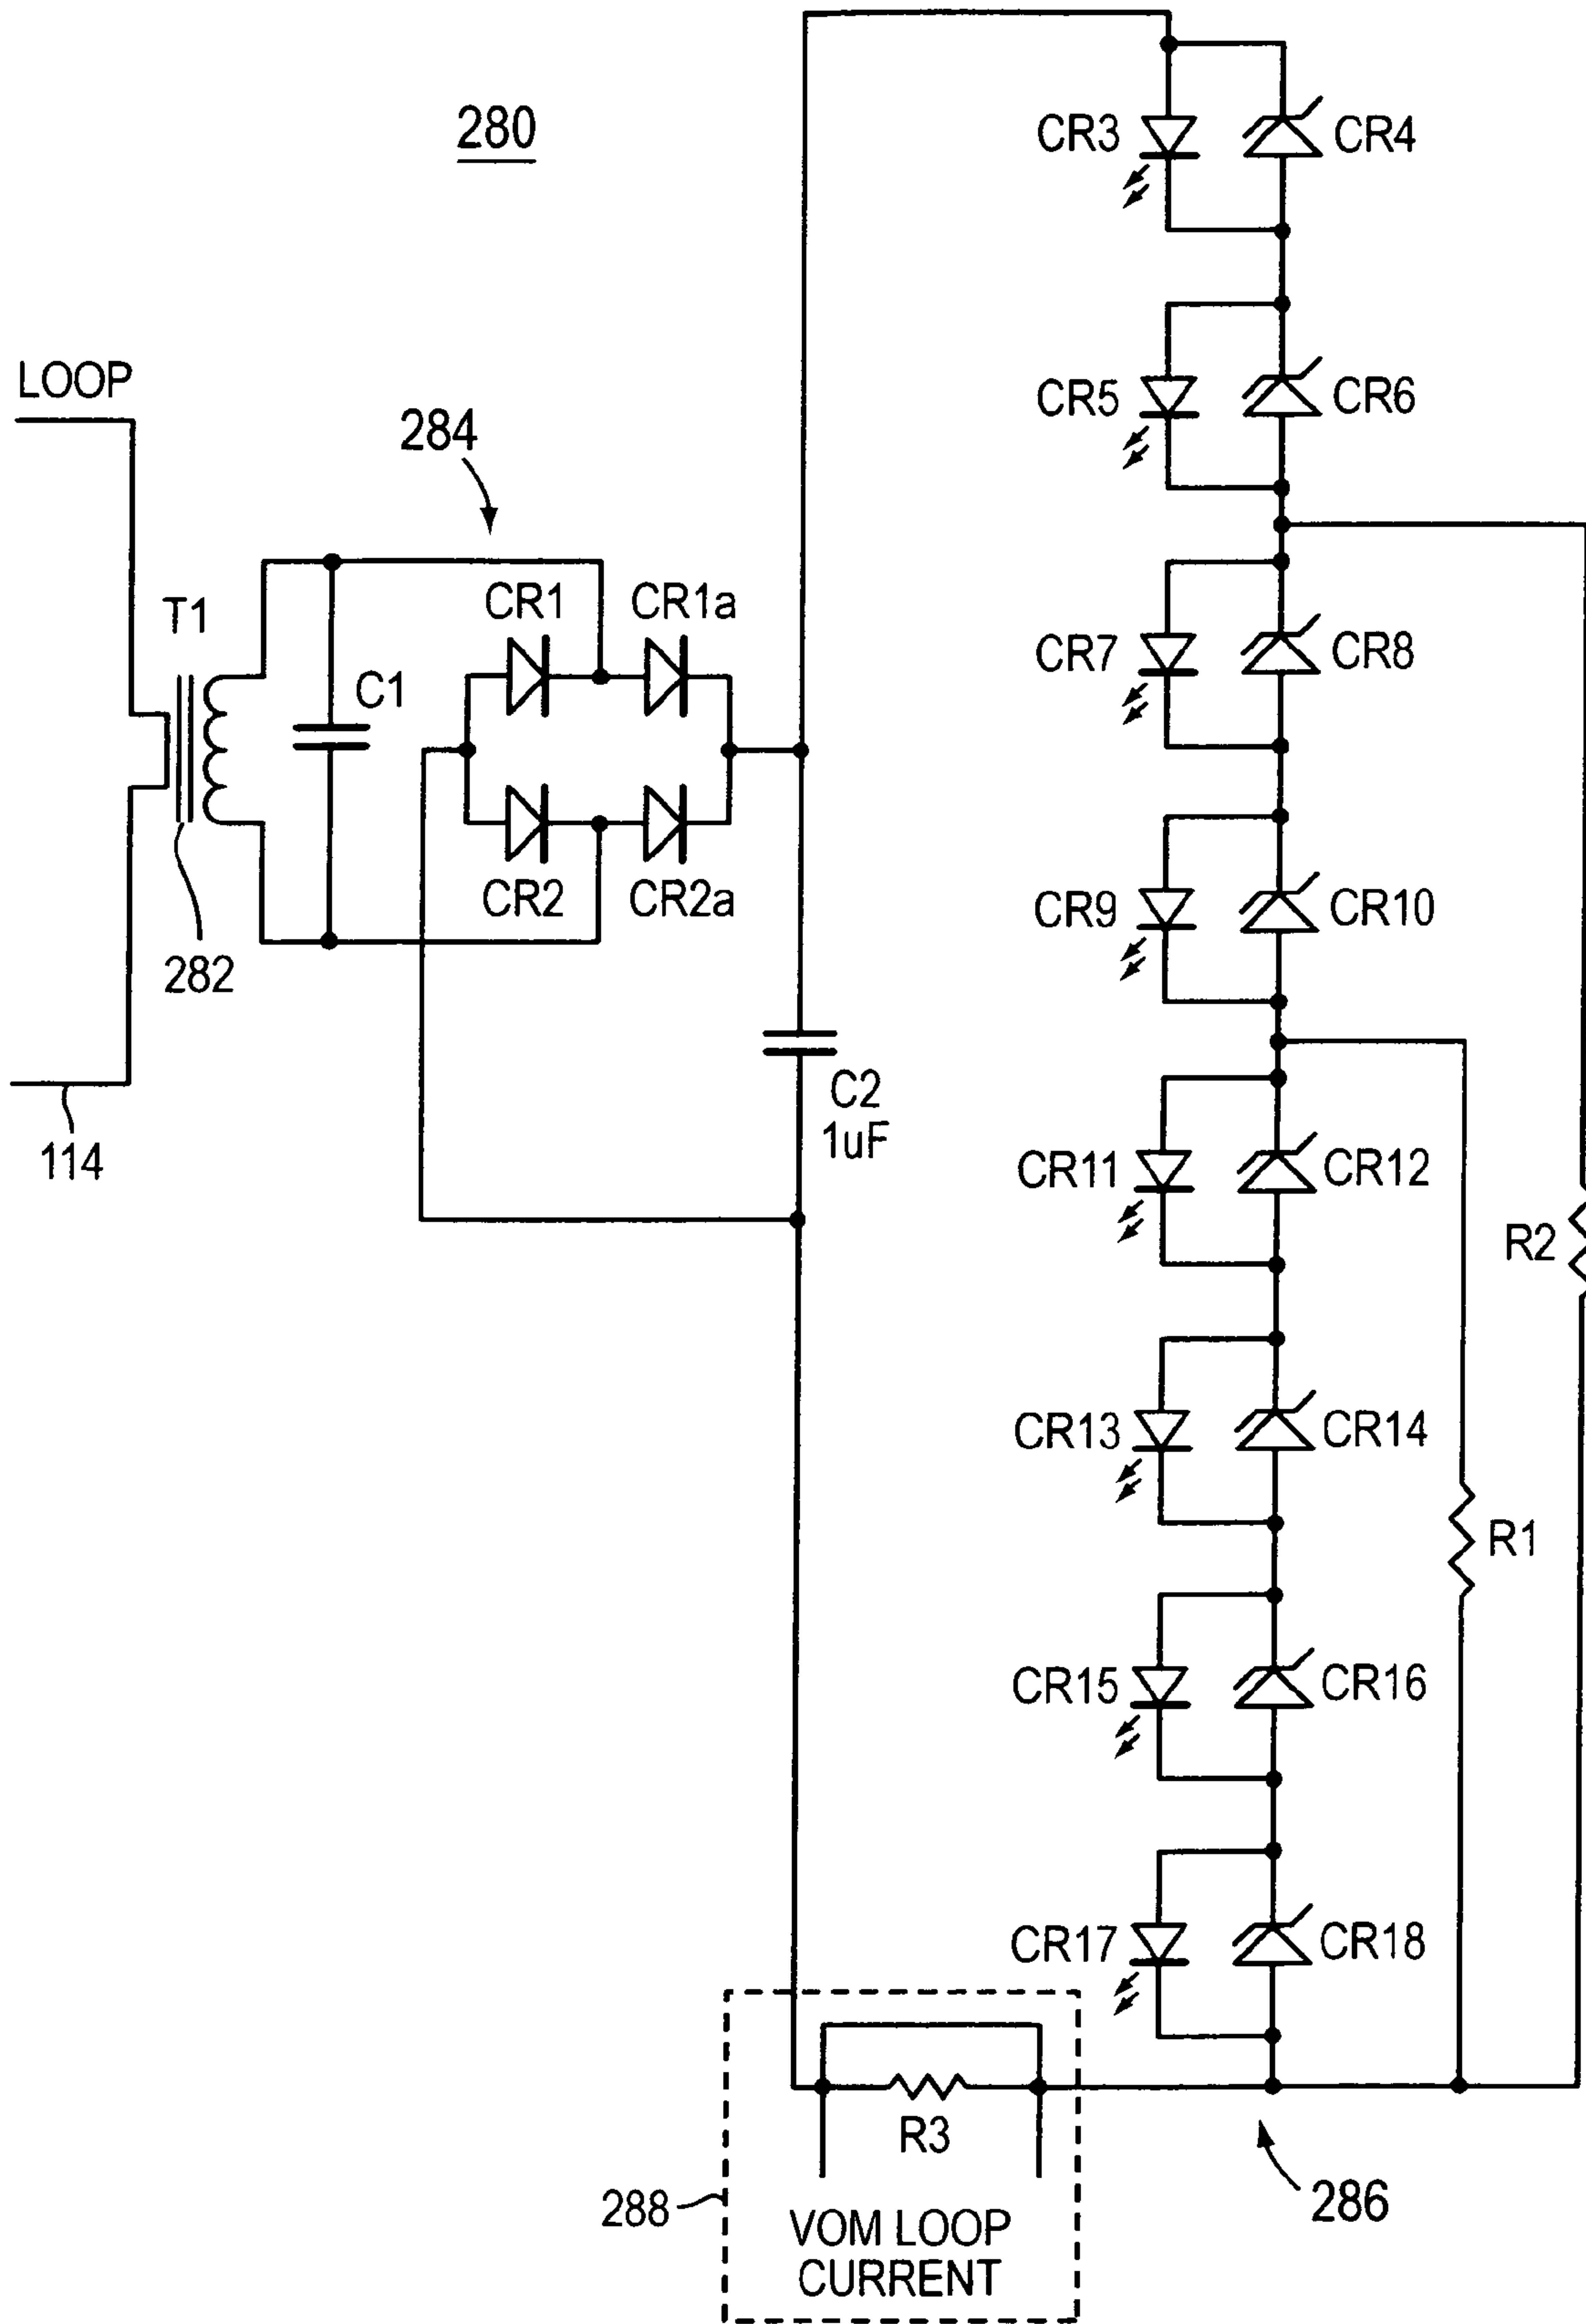 280
CR3
CR4
LOOP
CR5
CR6
284
T1
CR1
CR1a
CR7
CR8
C1
CR2
CR2a
CR9
CR10
282
C2
1uF
114
CR11
CR12
R2
CR13
CR14
R1
CR15
CR16
CR17
CR18
R3
288
286
VOM LOOP
CURRENT